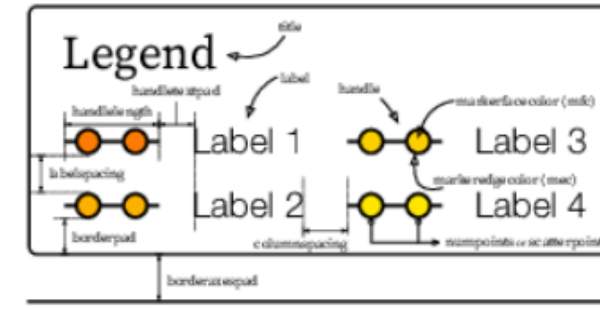 title
Legend
label
handletextpad
handle
handlelength
markerfacecolor (mfc)
Label 1
Label 3
labelspacing
markeredgecolor (mec)
Label 2
Label 4
borderpad
columnspacing
numpoints or scatterpoint
borderaxespad